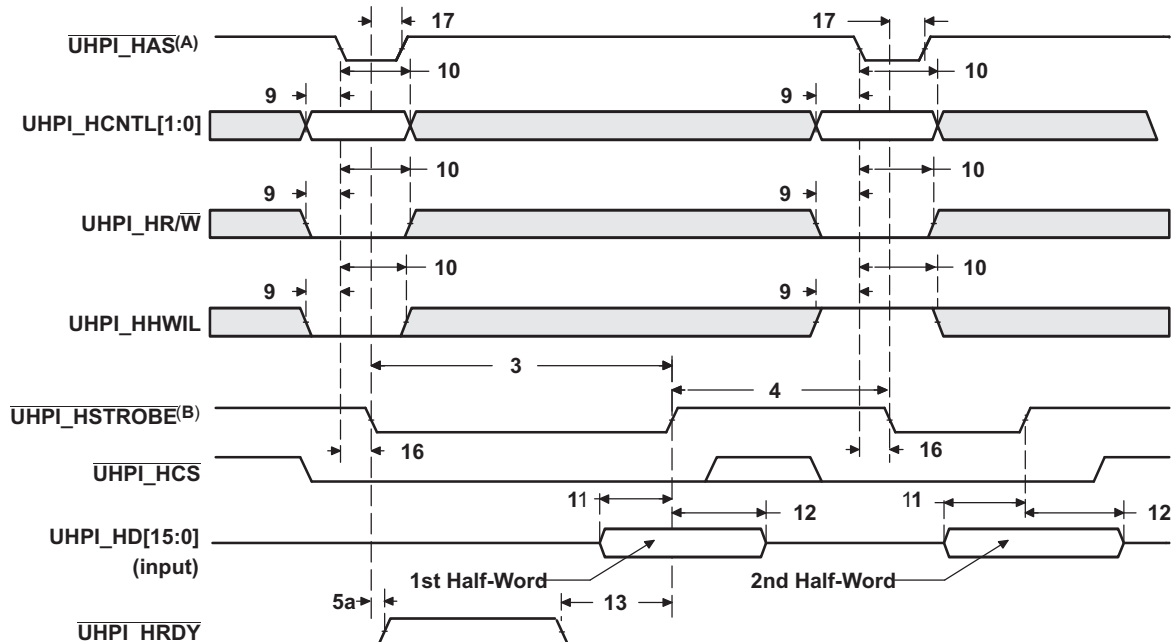 17 17
UHPI_HAS(A)
10 10
9 9
UHPI_HCNTL[1:0]
10 10
9 9
UHPI_HR/W
10 10
9 9
UHPI_HHWIL
3
4
UHPI_HSTROBE(B)
16 16
UHPI_HCS
11 11
12 12
UHPI_HD[15:0]
(input)
1st Half-Word 2nd Half-Word
5a 13
UHPI_HRDY